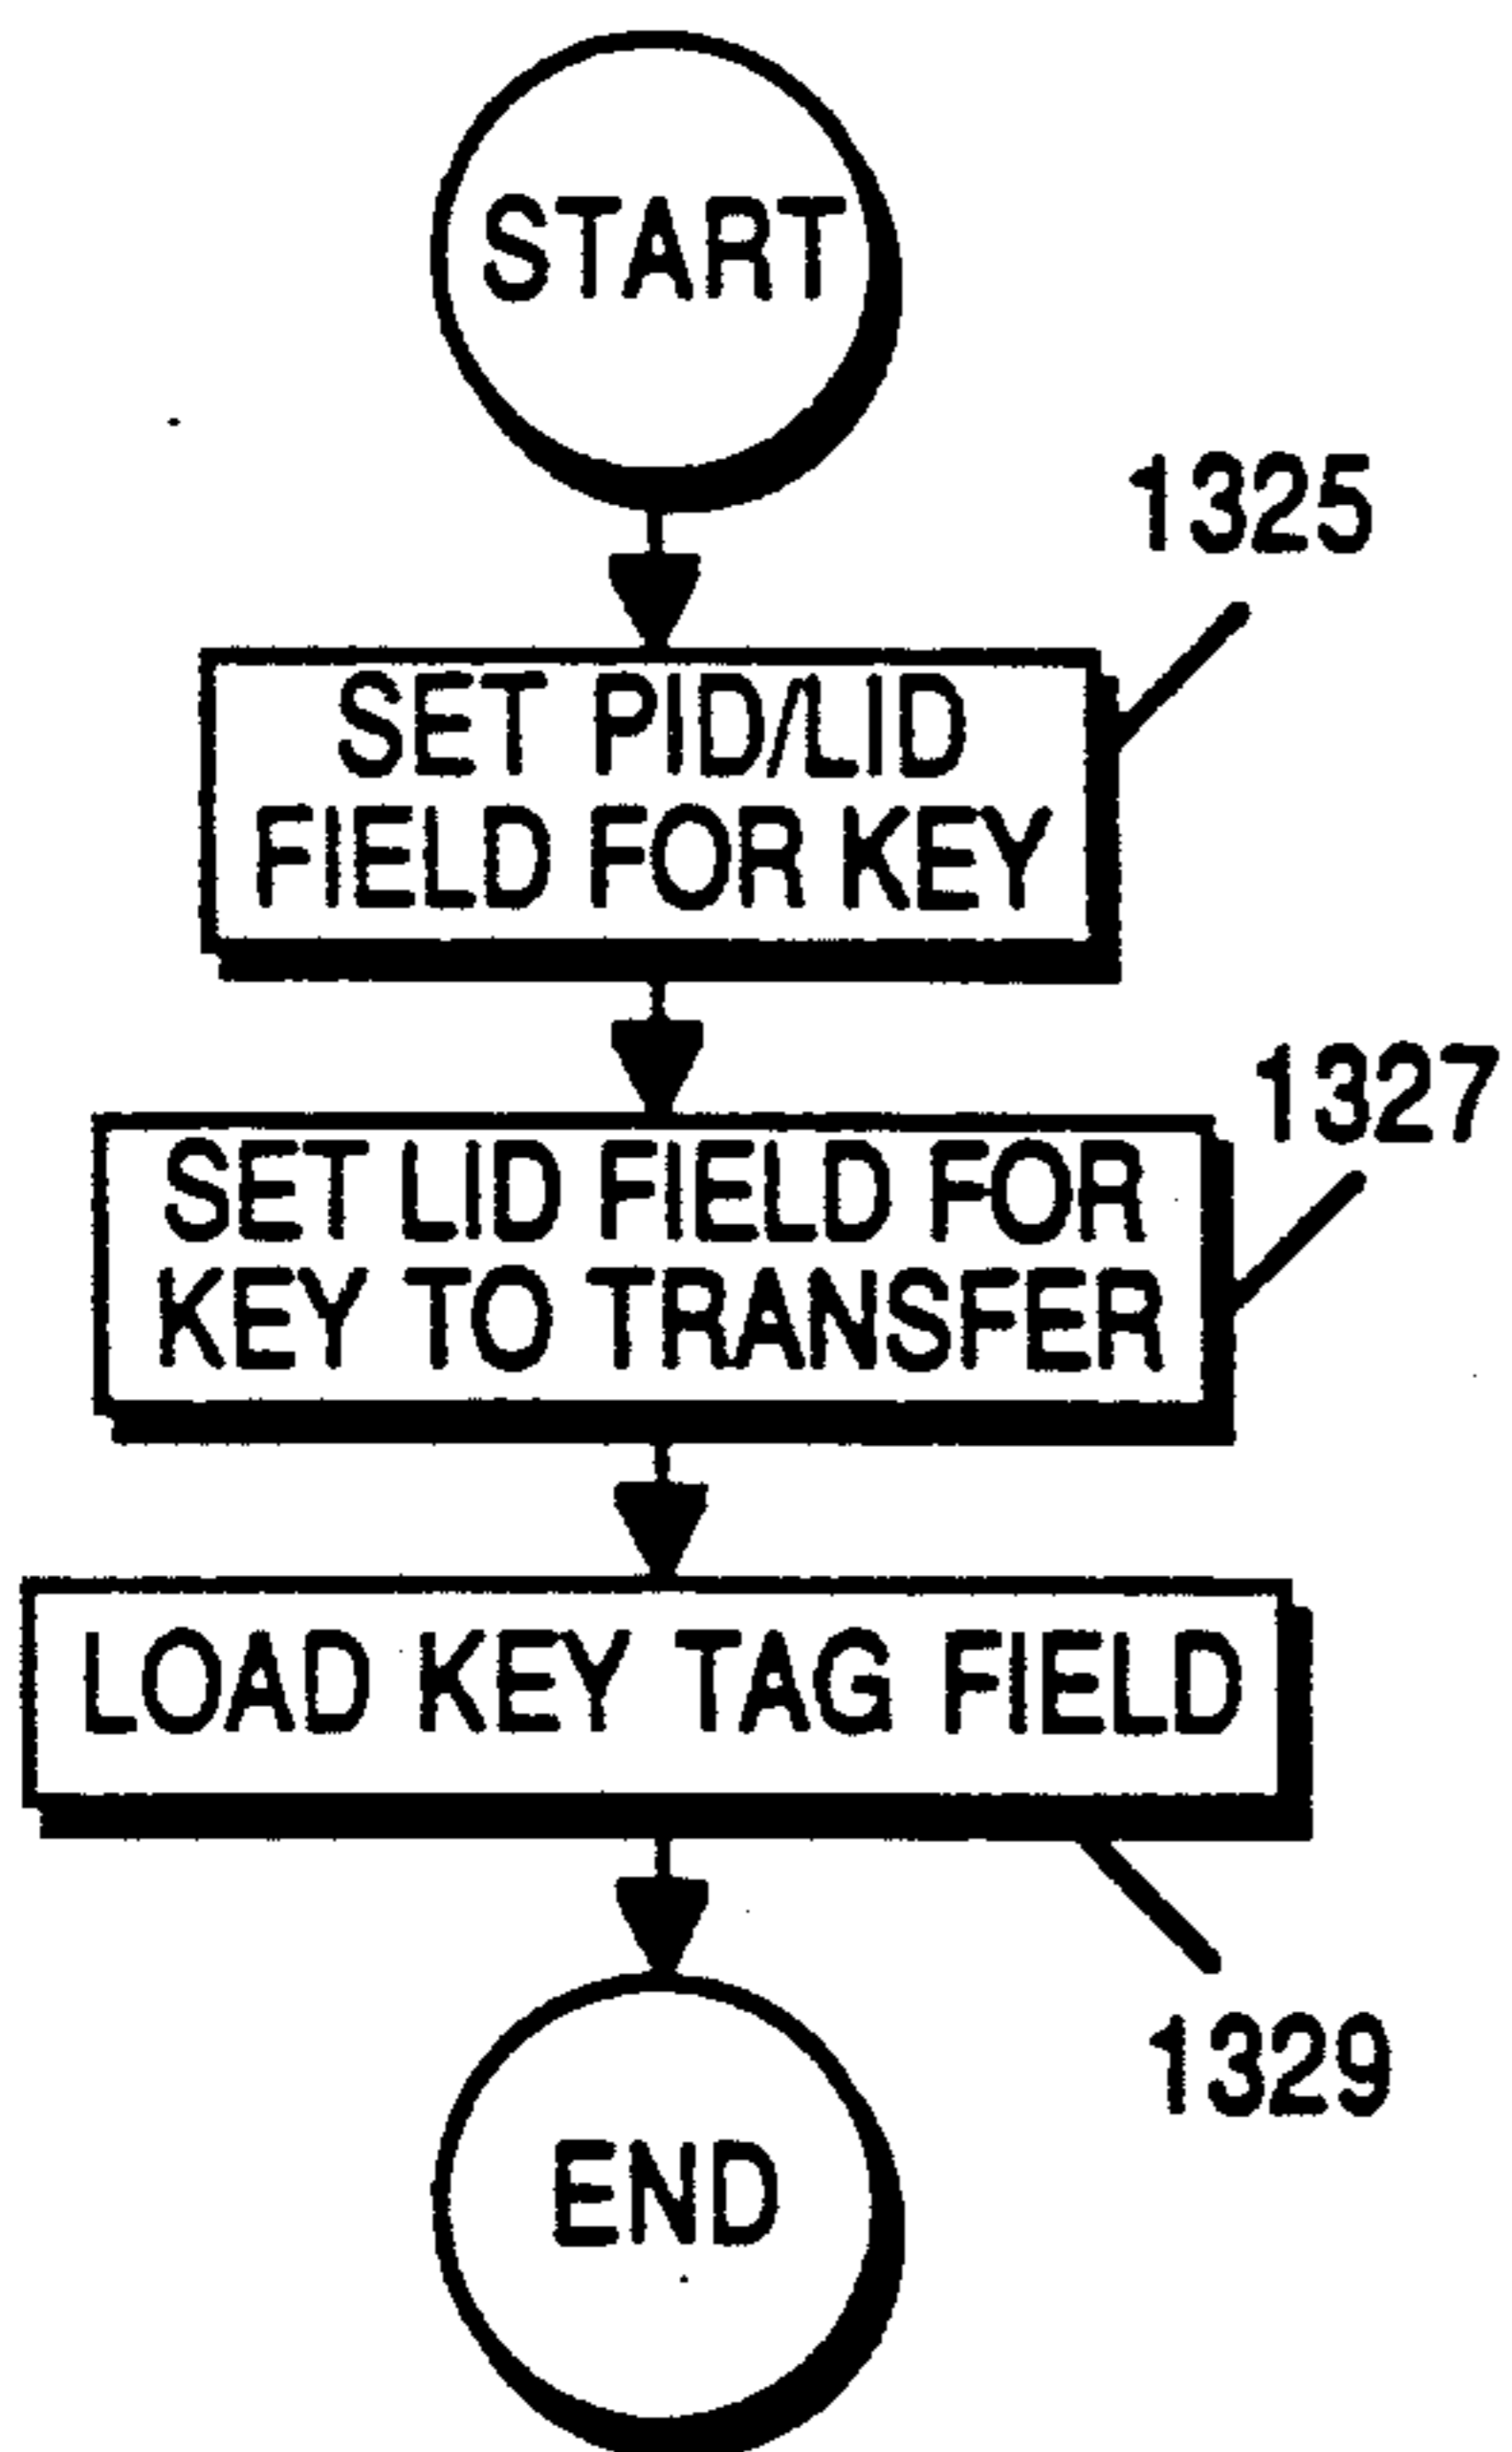 START
1325
SET PID/LID
FIELD FOR KEY
1327
SET LID FIELD FOR
KEY TO TRANSFER
LOAD KEY TAG FIELD
1329
END